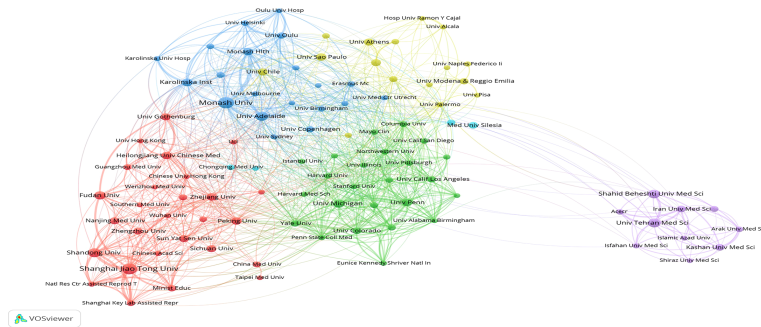 Oulu Univ Hosp
Hosp Univ Ramon Y Cajal
Univ Helsinki
Univ Alcala
Univ Oulu
Univ Athens
Monash Hlth
Karolinska Univ Hosp
Univ Sao Paulo
Univ Naples Federico Ii
Univ Chile
Karolinska Inst
Erasmus Mc
Univ Modena & Reggio Emilia
Univ Melbourne
Univ Med Ctr Utrecht
Univ Pisa
Monash Univ
Univ Birmingham
Univ Palermo
Univ Gothenburg
Univ Adelaide
Columbia Univ
Med Univ Silesia
Univ Copenhagen
Mayo Clin
Univ Sydney
Univ Calif San Diego
Univ Hong Kong
Northwestern Univ
Heilongjiang Univ Chinese Med
Istanbul Univ
Univ Illinois
Univ Pittsburgh
Guangzhou Med Univ
Chongqing Med Univ
Chinese Univ Hong Kong
Harvard Univ
Univ Calif Los Angeles
Wenzhou Med Univ
Stanford Univ
Fudan Univ
Zhejiang Univ
Harvard Med Sch
Shahid Beheshti Univ Med Sci
Southern Med Univ
Univ Michigan
Univ Penn
Acecr
Iran Univ Med Sci
Wuhan Univ
Nanjing Med Univ
Peking Univ
Yale Univ
Univ Alabama Birmingham
Univ Tehran Med Sci
Zhengzhou Univ
Univ Colorado
Arak Univ Med S
Sun Yat Sen Univ
Penn State Coll Med
Islamic Azad Univ
Sichuan Univ
Isfahan Univ Med Sci
Kashan Univ Med Sci
Shandong Univ
Chinese Acad Sci
China Med Univ
Eunice Kennedy Shriver Natl In
Shiraz Univ Med Sci
Shanghai Jiao Tong Univ
Taipei Med Univ
Natl Res Ctr Assisted Reprod T
Minist Educ
Shanghai Key Lab Assisted Repr
VOSviewer